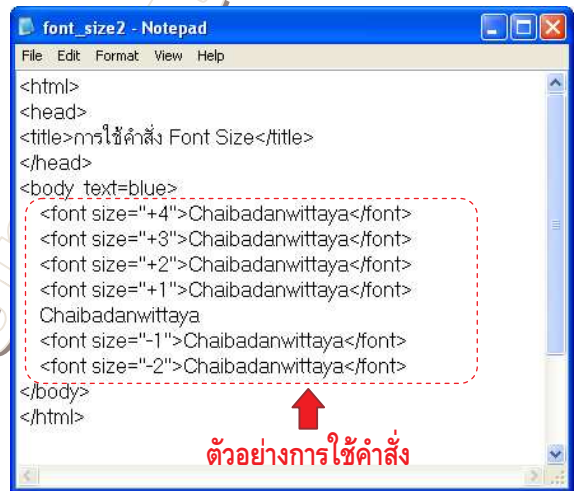 font_size2 - Notepad
File Edit Format View Help
<html>
<head>
<title>การใช้คำสั่ง Font Size</title>
</head>
<body text=blue>
<font size="+4">Chaibadanwittaya</font>
<font size="+3">Chaibadanwittaya</font>
<font size="+2">Chaibadanwittaya</font>
<font size="+1">Chaibadanwittaya</font>
Chaibadanwittaya
<font size="-1">Chaibadanwittaya</font>
<font size="-2">Chaibadanwittaya</font>
</body>
</html>
ตัวอย่างการใช้คำสั่ง